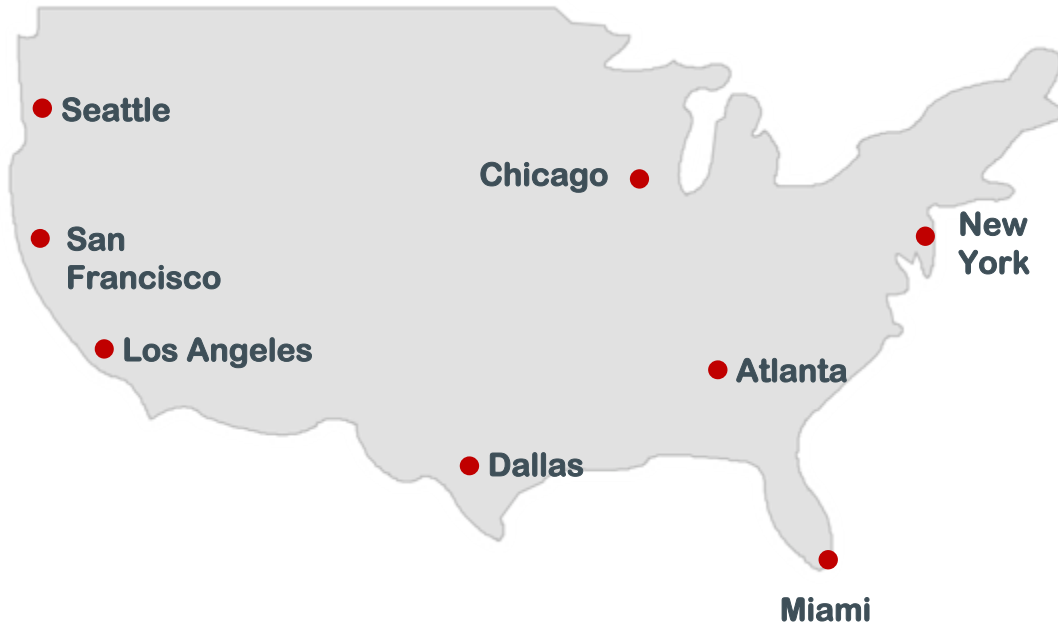 Seattle
Chicago
New
York
San
Francisco
Los Angeles
Atlanta
Dallas
Miami